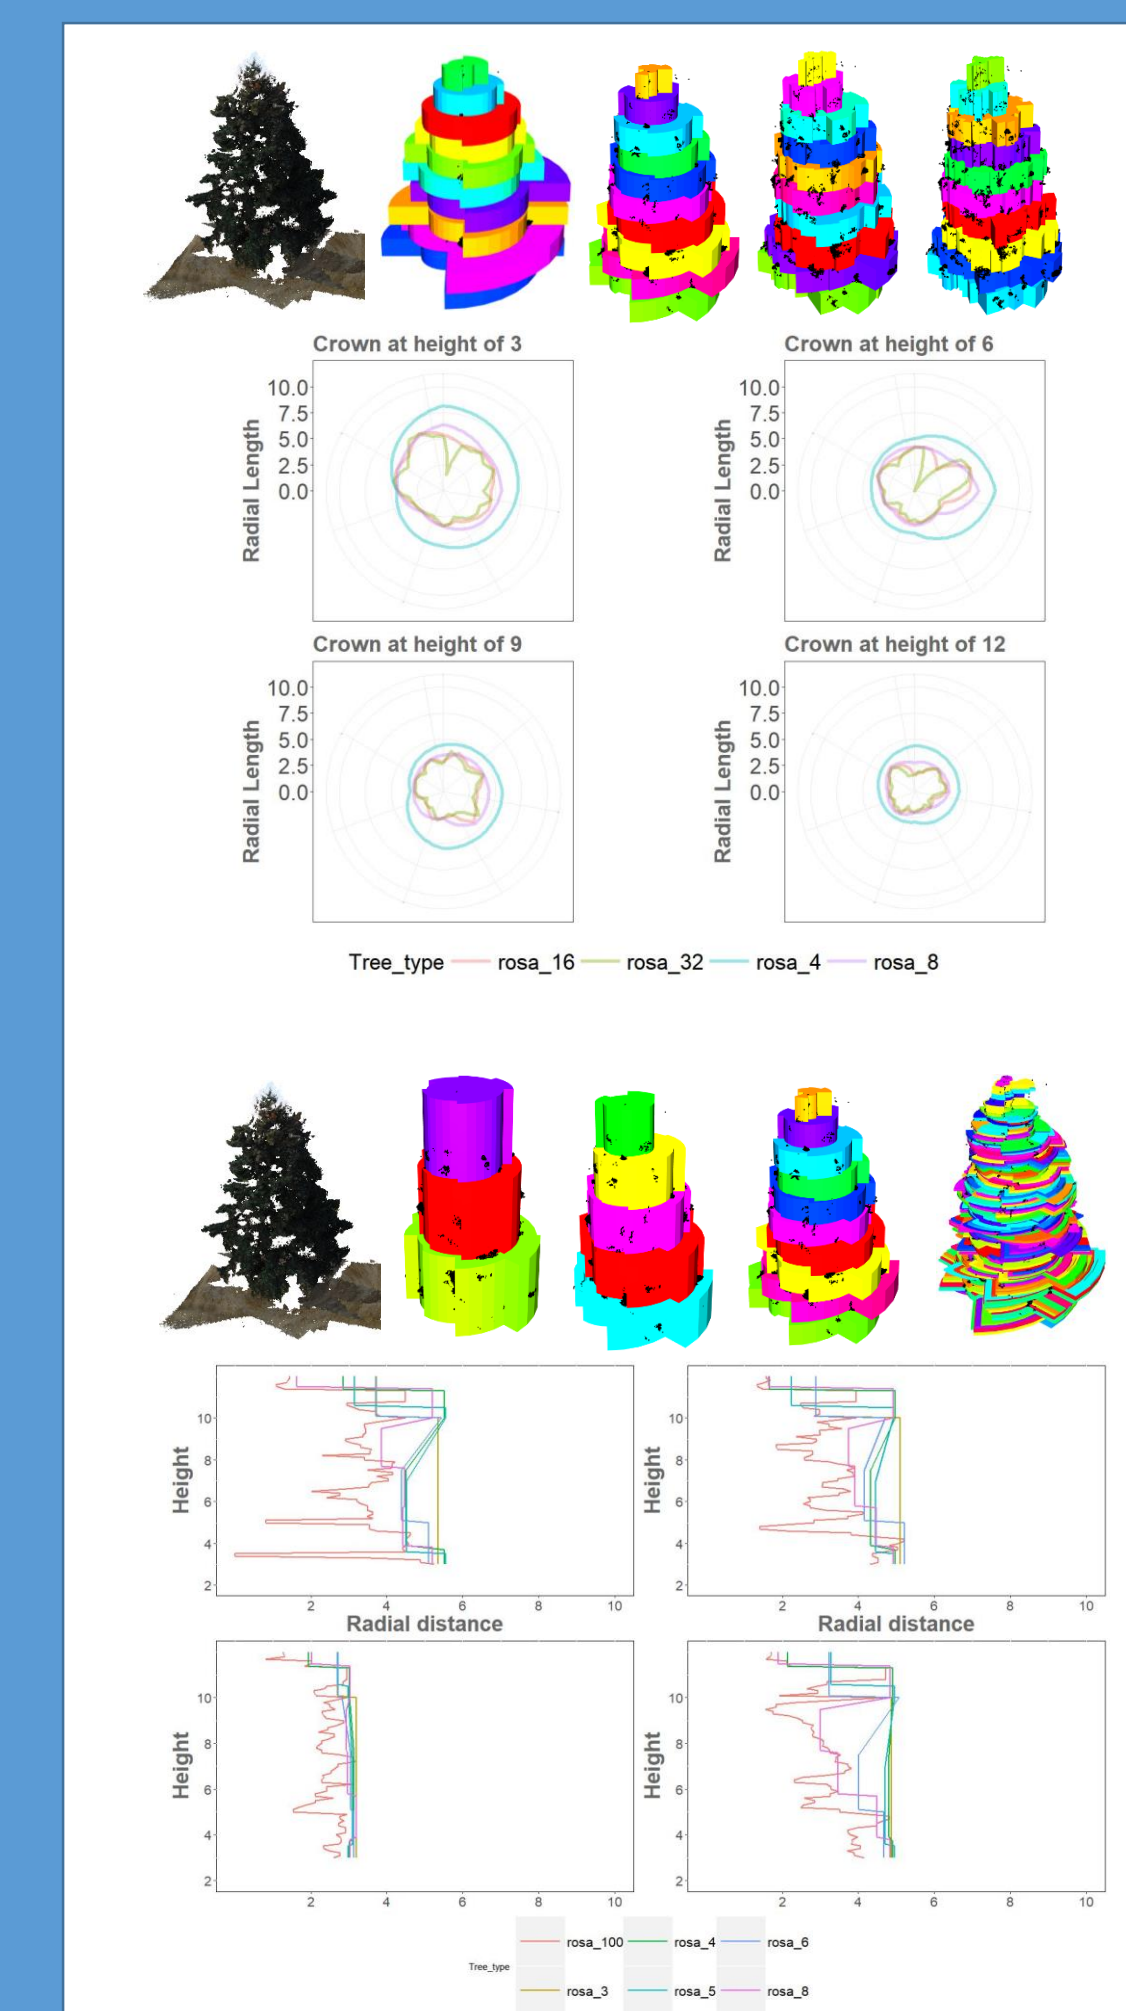 Crown at height of 3
Crown at height of 6
10.0
7.5
5.0
2.5
0.0
Radial Length
10.0
7.5
5.0
2.5
0.0
Radial Length
Crown at height of 9
Crown at height of 12
10.0
7.5
5.0
2.5
0.0
Radial Length
10.0
7.5
5.0
2.5
0.0
Radial Length
Tree_type rosa_16 rosa_32 rosa_4 rosa_8
10
8
6
4
2
Height
2 4 6 8 10
Radial distance
10
8
6
4
2
Height
2 4 6 8 10
Radial distance
10
8
6
4
2
Height
2 4 6 8 10
10
8
6
4
2
Height
2 4 6 8 10
Tree_type
rosa_100 rosa_4 rosa_6
rosa_3 rosa_5 rosa_8